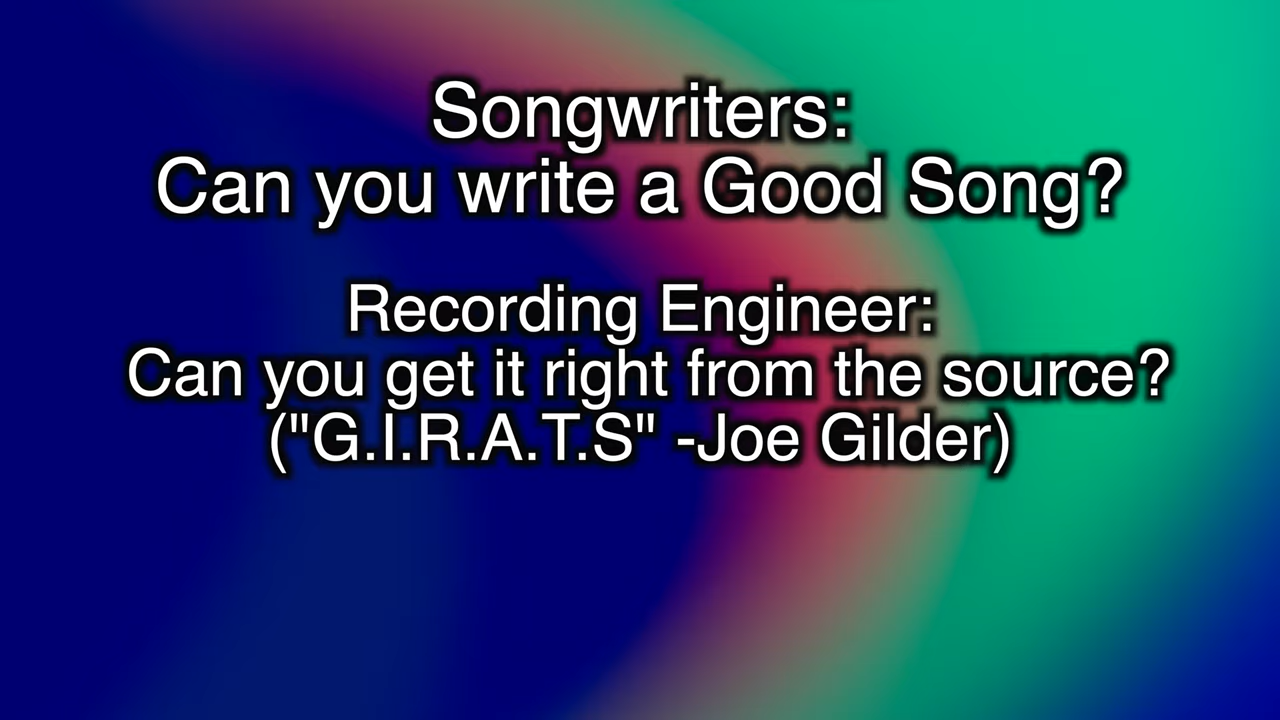 Songwriters:
Can you write a Good Song?
Recording Engineer:
Can you get it right from the source?
("G.I.R.A.T.S" -Joe Gilder)